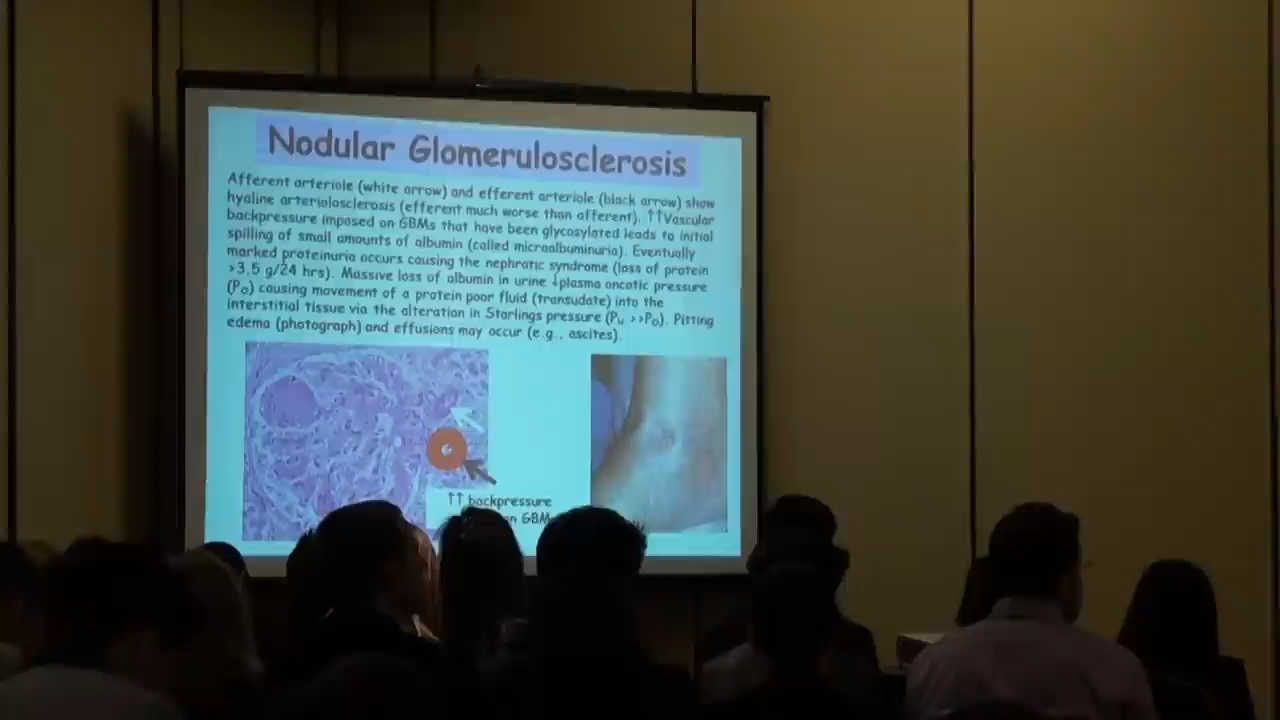 Nodular Glomerulosclerosis
Afferent arteriole (white arrow) and efferent arteriole (black arrow) show
hyaline arteriolosclerosis (efferent much worse than afferent). ↑↑Vascular
backpressure imposed on GBMs that have been glycosylated leads to initial
spilling of small amounts of albumin (called microalbuminuria). Eventually
marked proteinuria occurs causing the nephrotic syndrome (loss of protein
>3.5 g/24 hrs). Massive loss of albumin in urine ↓plasma oncotic pressure
(PO) causing movement of a protein poor fluid (transudate) into the
interstitial tissue via the alteration in Starlings pressure (PH >>PO). Pitting
edema (photograph) and effusions may occur (e.g., ascites).
↑↑ backpressure
on GBM